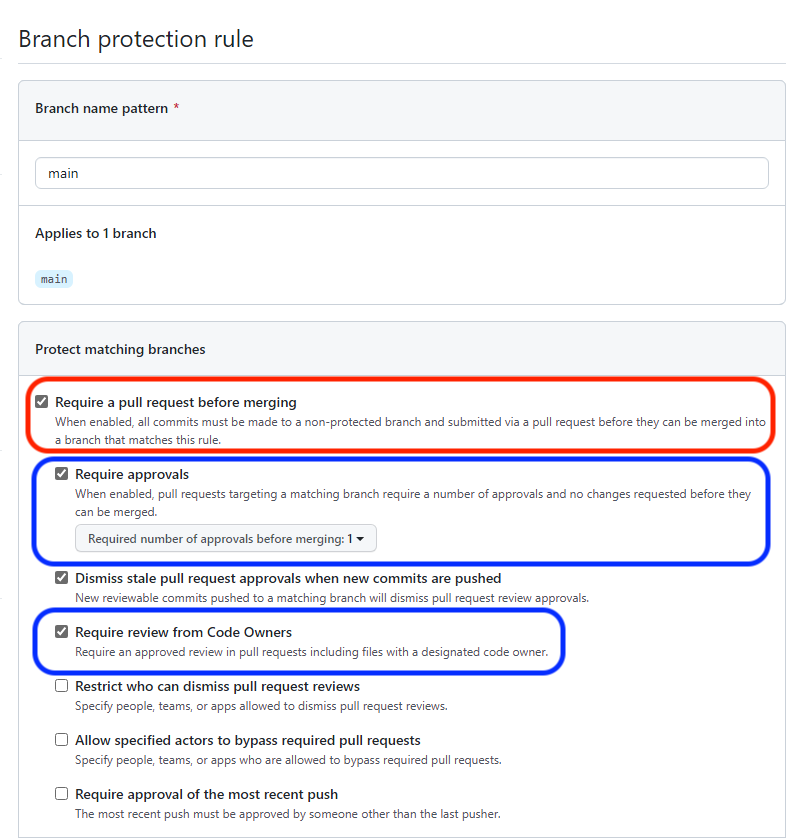 Branch protection rule
Branch name pattern *
main
Applies to 1 branch
main
Protect matching branches
Require a pull request before merging
When enabled, all commits must be made to a non-protected branch and submitted via a pull request before they can be merged into
a branch that matches this rule.
Require approvals
When enabled, pull requests targeting a matching branch require a number of approvals and no changes requested before they
can be merged.
Required number of approvals before merging: 1
Dismiss stale pull request approvals when new commits are pushed
New reviewable commits pushed to a matching branch will dismiss pull request review approvals.
Require review from Code Owners
Require an approved review in pull requests including files with a designated code owner.
Restrict who can dismiss pull request reviews
Specify people, teams, or apps allowed to dismiss pull request reviews.
Allow specified actors to bypass required pull requests
Specify people, teams, or apps who are allowed to bypass required pull requests.
Require approval of the most recent push
The most recent push must be approved by someone other than the last pusher.